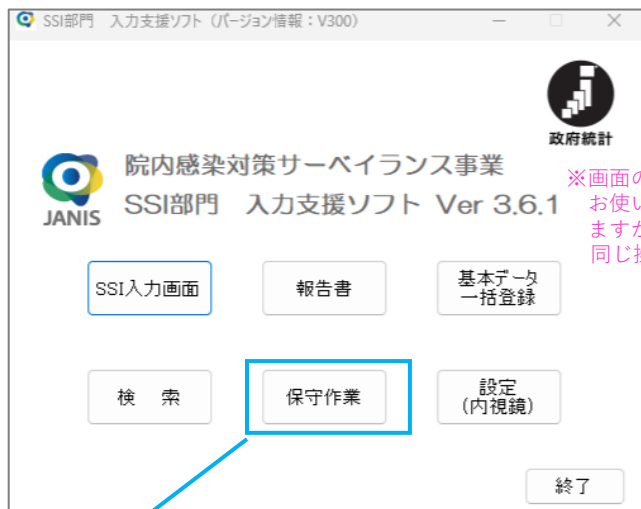 SSI部門 入力支援ソフト（バージョン情報：V300）
政府統計
院内感染対策サーベイランス事業
JANIS
SSI部門 入力支援ソフト Ver 3.6.1
※画面の
お使い
ますが
同じ
SSI入力画面
報告書
基本データ
一括登録
検 索
保守作業
設定
(内視鏡)
終了